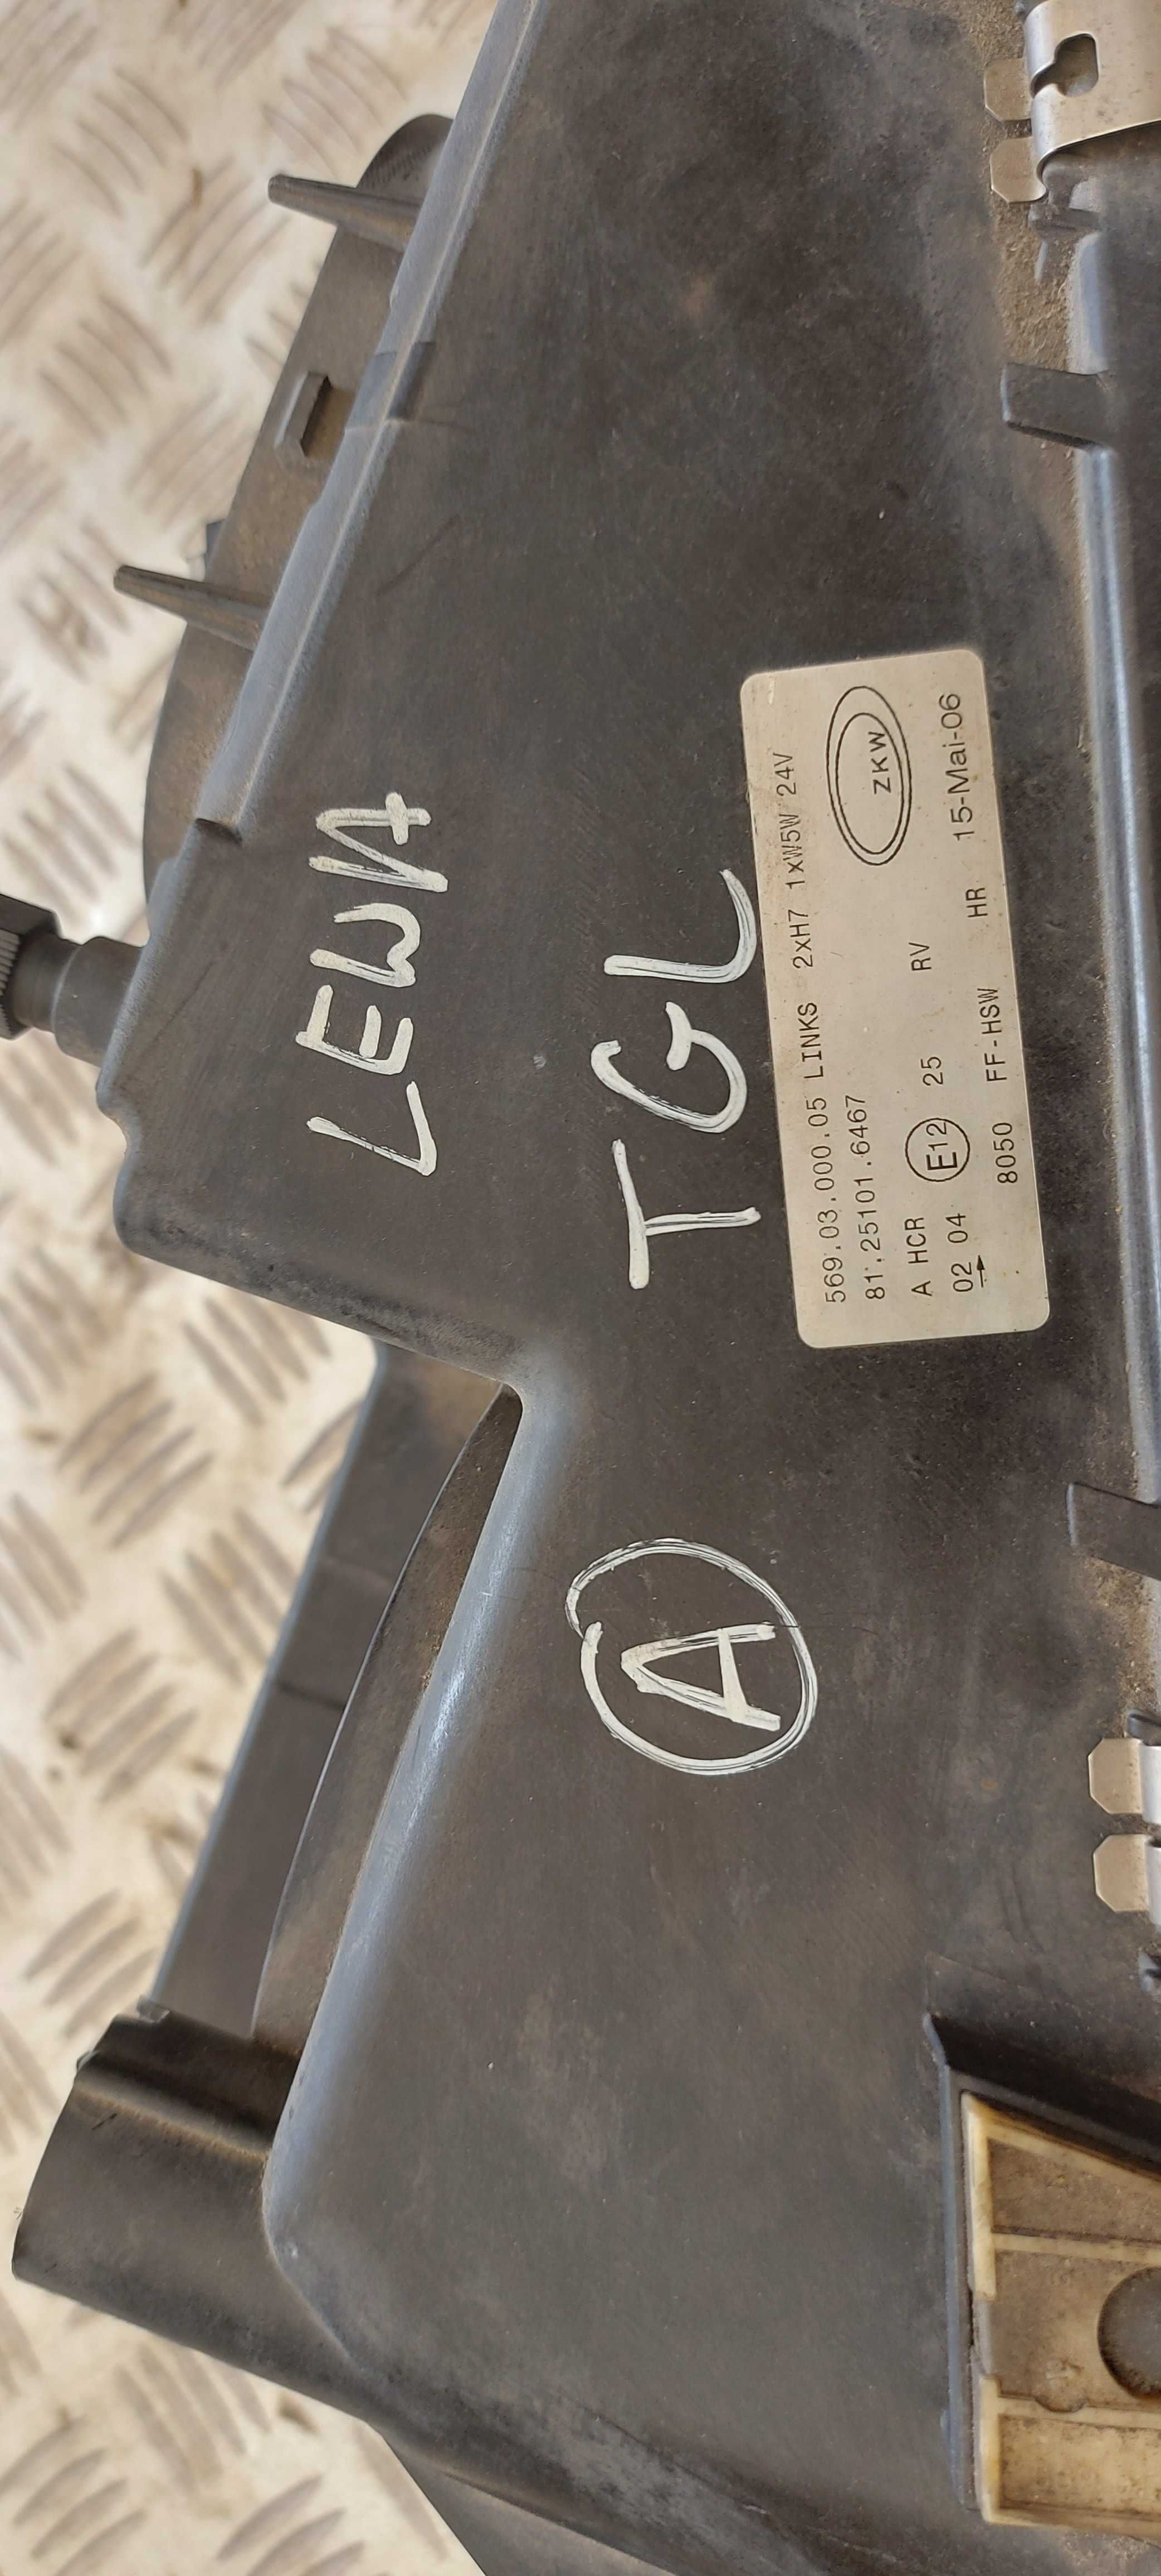 LEWA
TGL
A
569.03.000.05 LINKS 2xH7 1xW5W 24V
81.25101.6467
ZKW
A HCR E12 25 RV
02 04 HR 15-Mai-06
8050 FF-HSW